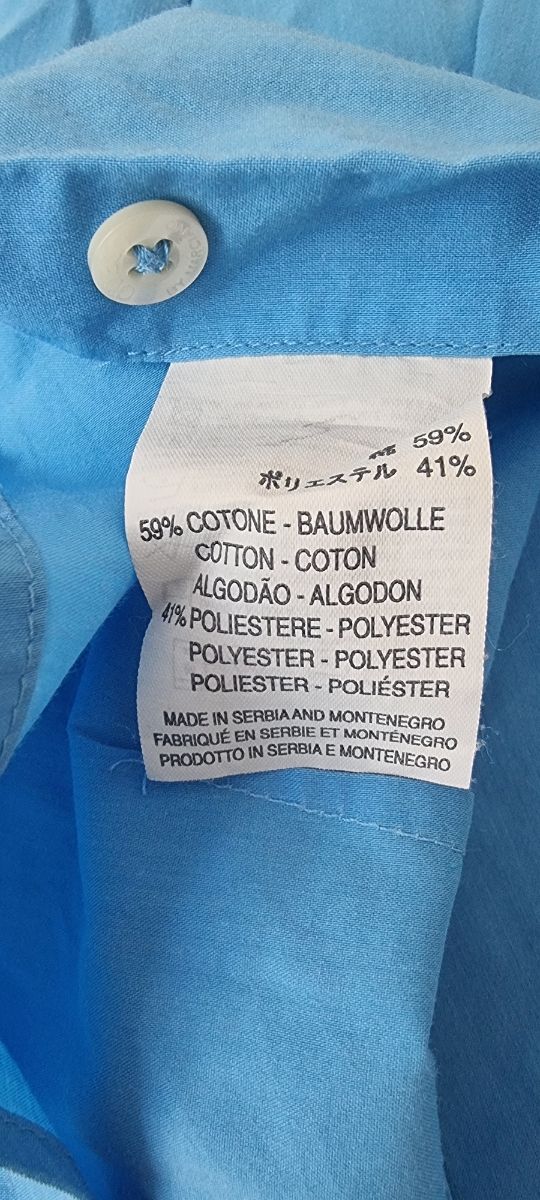 59%
ポリエステル 41%
59% COTONE - BAUMWOLLE
COTTON - COTON
ALGODÃO - ALGODON
41% POLIESTERE - POLYESTER
POLYESTER - POLYESTER
POLIESTER - POLIÉSTER
MADE IN SERBIA AND MONTENEGRO
FABRIQUÉ EN SERBIE ET MONTÉNÉGRO
PRODOTTO IN SERBIA E MONTENEGRO